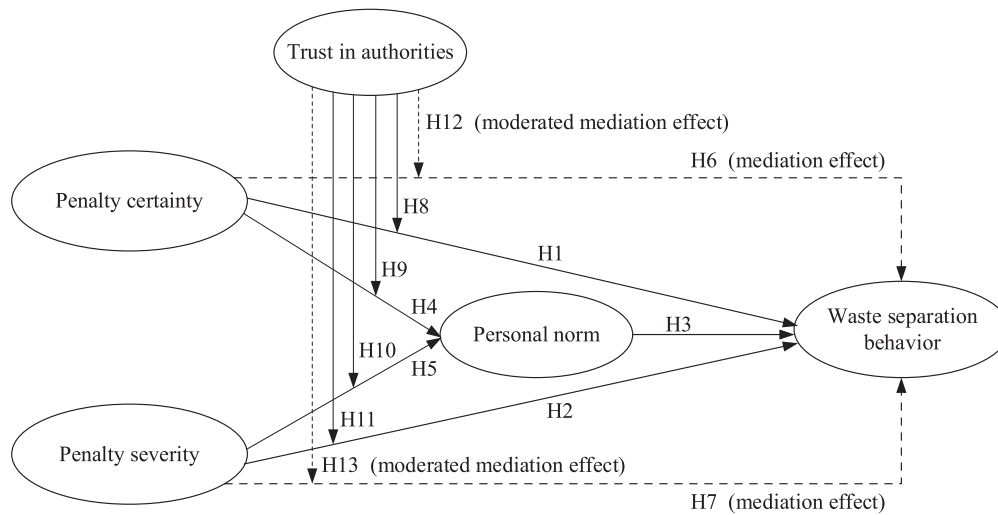 Trust in authorities
H12 (moderated mediation effect)
H6 (mediation effect)
Penalty certainty
H8
H1
H9
H4
Personal norm
H3
Waste separation
behavior
H10
H5
H2
H11
Penalty severity
H13 (moderated mediation effect)
H7 (mediation effect)